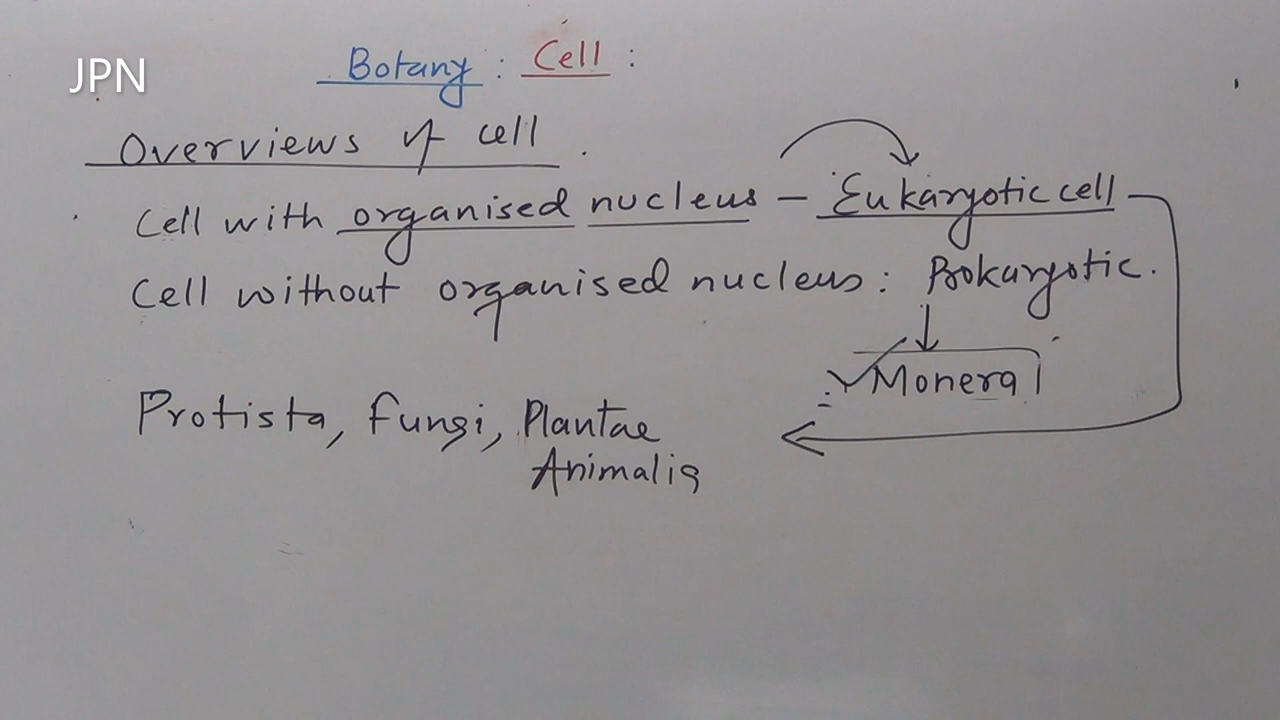 JPN
Botany : Cell :
Overviews of cell .
Cell with organised nucleus - Eukaryotic cell
Cell without organised nucleus : Prokaryotic .
Monera
Protista, Fungi, Plantae
Animalia